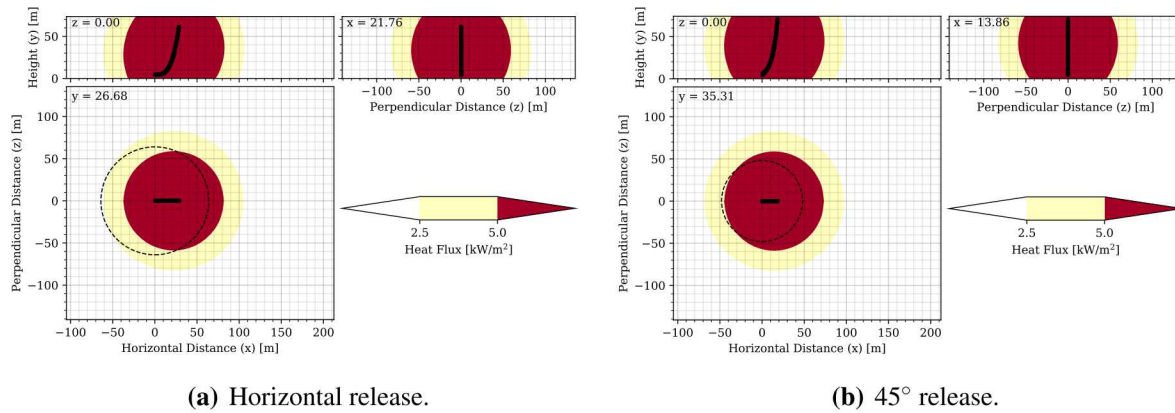 z = 0.00
x = 21.76
Height (y) [m]
50
0
−100
0
100
Perpendicular Distance (z) [m]
y = 26.68
Perpendicular Distance (z) [m]
100
50
0
−50
−100
−100
−50
0
50
100
150
200
Horizontal Distance (x) [m]
2.5
5.0
Heat Flux [kW/m²]
(a) Horizontal release.
z = 0.00
x = 13.86
Height (y) [m]
50
0
−100
0
100
Perpendicular Distance (z) [m]
y = 35.31
Perpendicular Distance (z) [m]
100
50
0
−50
−100
−100
−50
0
50
100
150
200
Horizontal Distance (x) [m]
2.5
5.0
Heat Flux [kW/m²]
(b) 45° release.